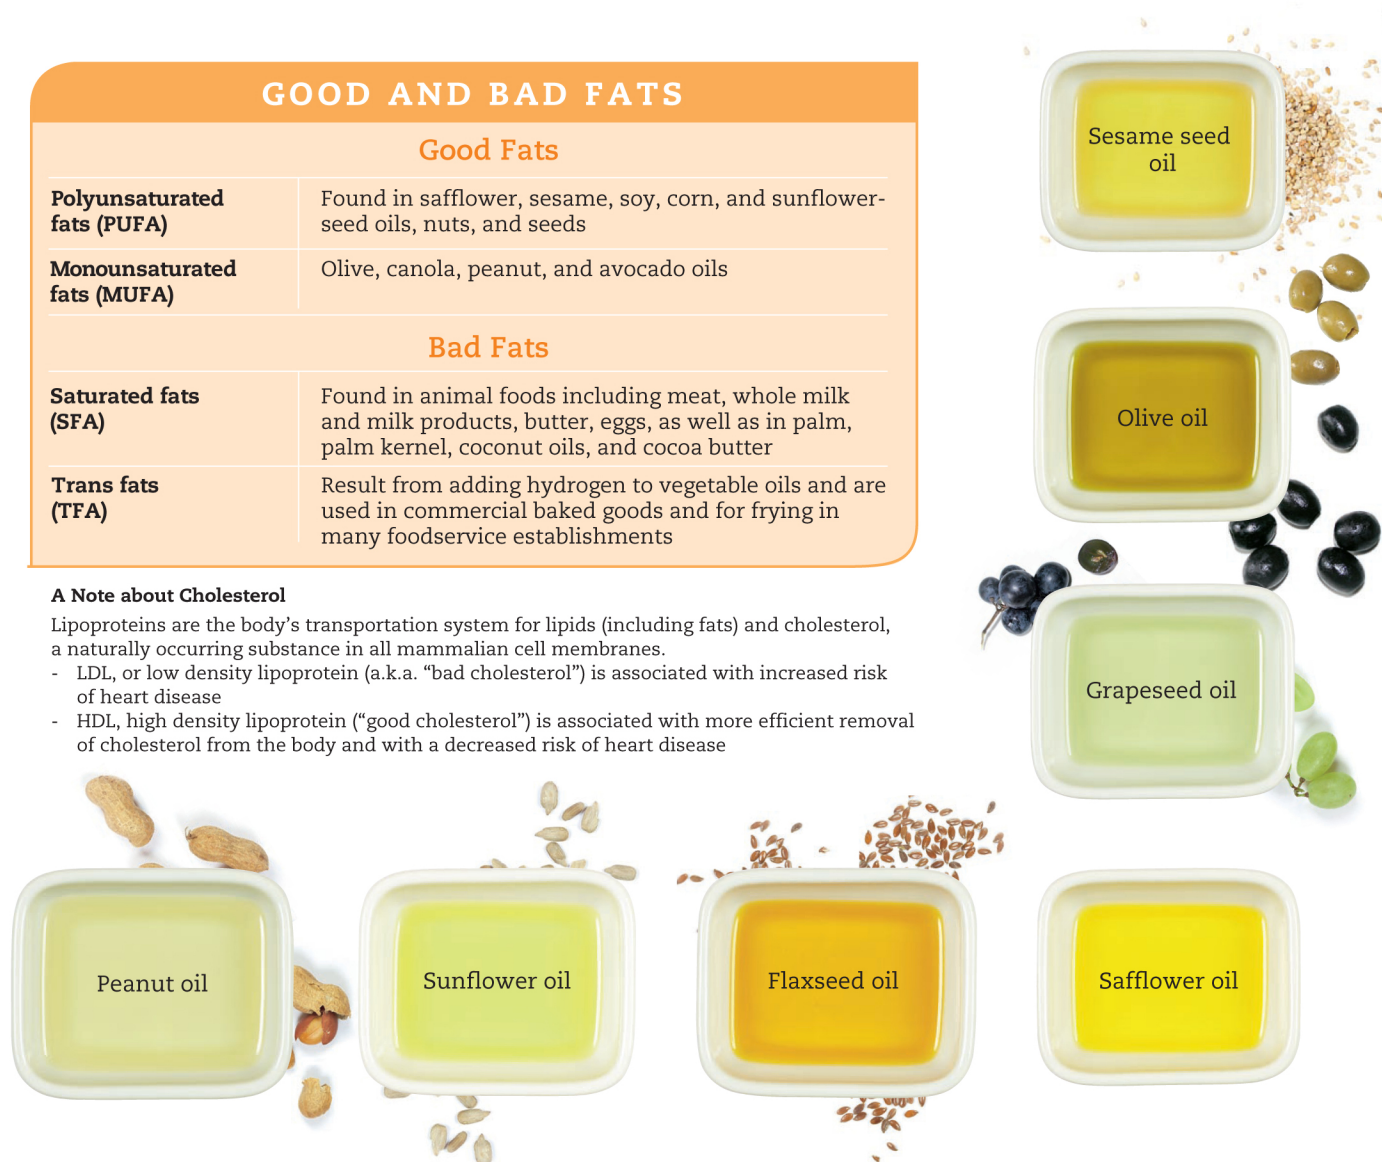 GOOD AND BAD FATS
Good Fats
Polyunsaturated
fats (PUFA)
Found in safflower, sesame, soy, corn, and sunflower-
seed oils, nuts, and seeds
Monounsaturated
fats (MUFA)
Olive, canola, peanut, and avocado oils
Bad Fats
Saturated fats
(SFA)
Found in animal foods including meat, whole milk
and milk products, butter, eggs, as well as in palm,
palm kernel, coconut oils, and cocoa butter
Trans fats
(TFA)
Result from adding hydrogen to vegetable oils and are
used in commercial baked goods and for frying in
many foodservice establishments
A Note about Cholesterol
Lipoproteins are the body’s transportation system for lipids (including fats) and cholesterol,
a naturally occurring substance in all mammalian cell membranes.
- LDL, or low density lipoprotein (a.k.a. “bad cholesterol”) is associated with increased risk
of heart disease
- HDL, high density lipoprotein (“good cholesterol”) is associated with more efficient removal
of cholesterol from the body and with a decreased risk of heart disease
Sesame seed
oil
Olive oil
Grapeseed oil
Peanut oil
Sunflower oil
Flaxseed oil
Safflower oil